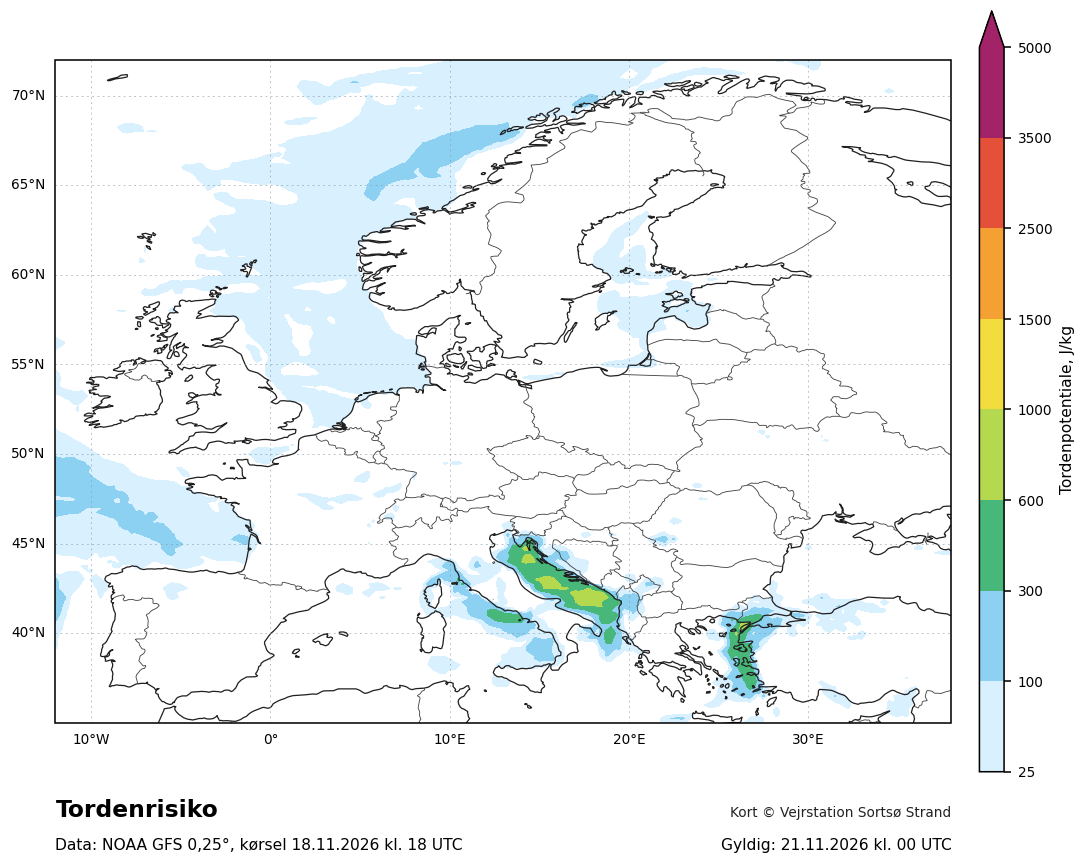 70°N
65°N
60°N
55°N
50°N
45°N
40°N
10°W
0°
10°E
20°E
30°E
5000
3500
2500
1500
1000
600
300
100
25
Tordenpotentiale, J/kg
Tordenrisiko
Kort © Vejrstation Sortsø Strand
Data: NOAA GFS 0,25°, kørsel 18.11.2026 kl. 18 UTC
Gyldig: 21.11.2026 kl. 00 UTC